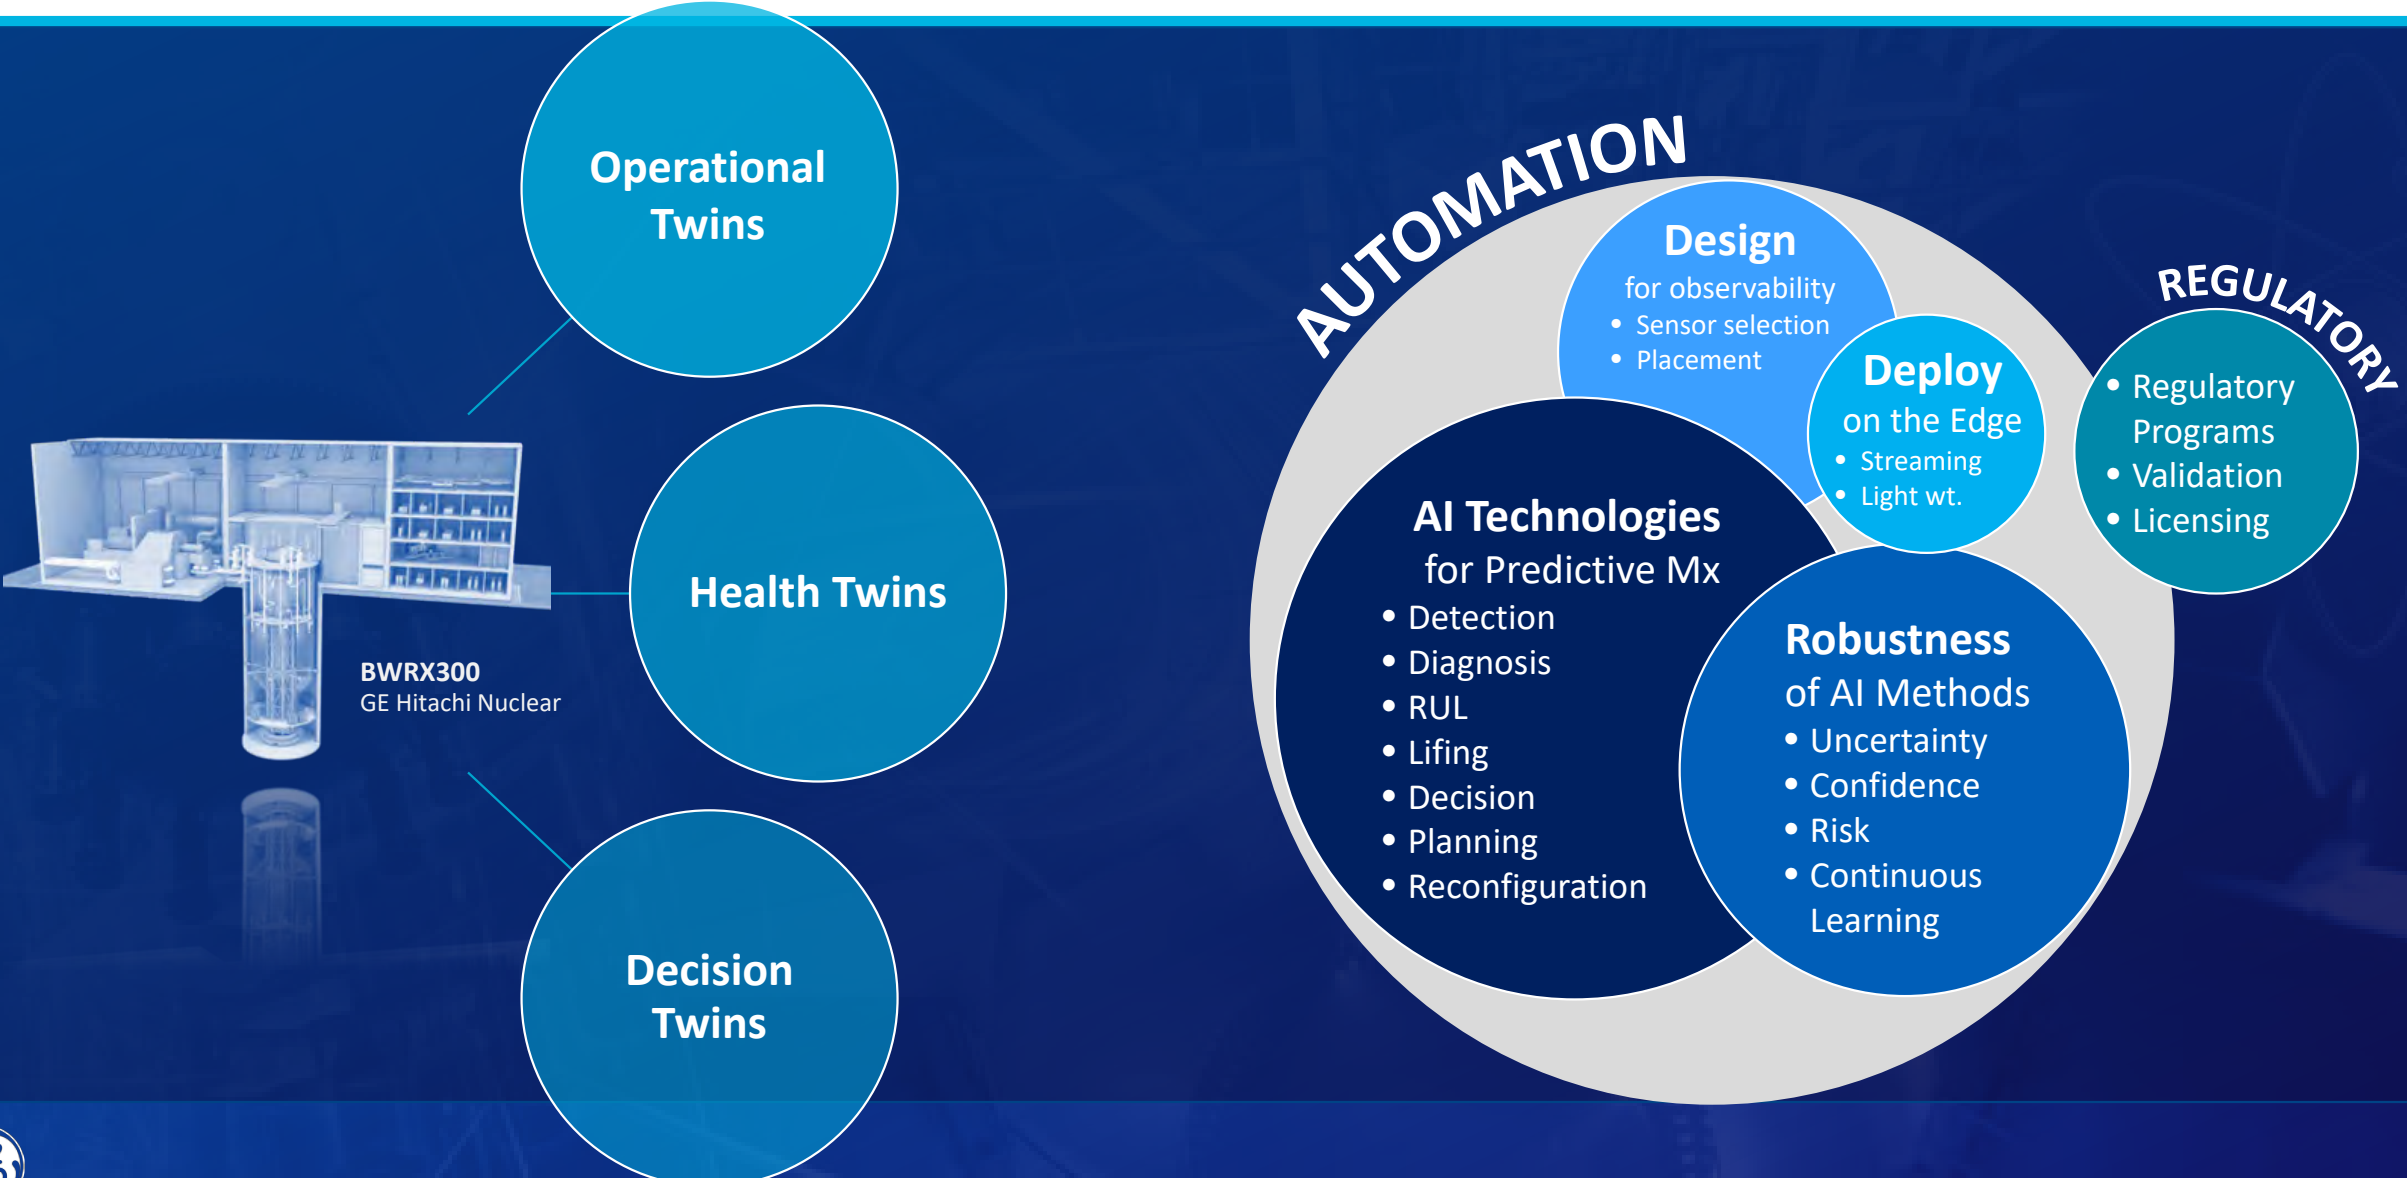 Operational
Twins
Health Twins
BWRX300
GE Hitachi Nuclear
Decision
Twins
AUTOMATION
Design
for observability
• Sensor selection
• Placement
Deploy
on the Edge
• Streaming
• Light wt.
AI Technologies
for Predictive Mx
• Detection
• Diagnosis
• RUL
• Lifing
• Decision
• Planning
• Reconfiguration
Robustness
of AI Methods
• Uncertainty
• Confidence
• Risk
• Continuous
Learning
REGULATORY
• Regulatory
Programs
• Validation
• Licensing